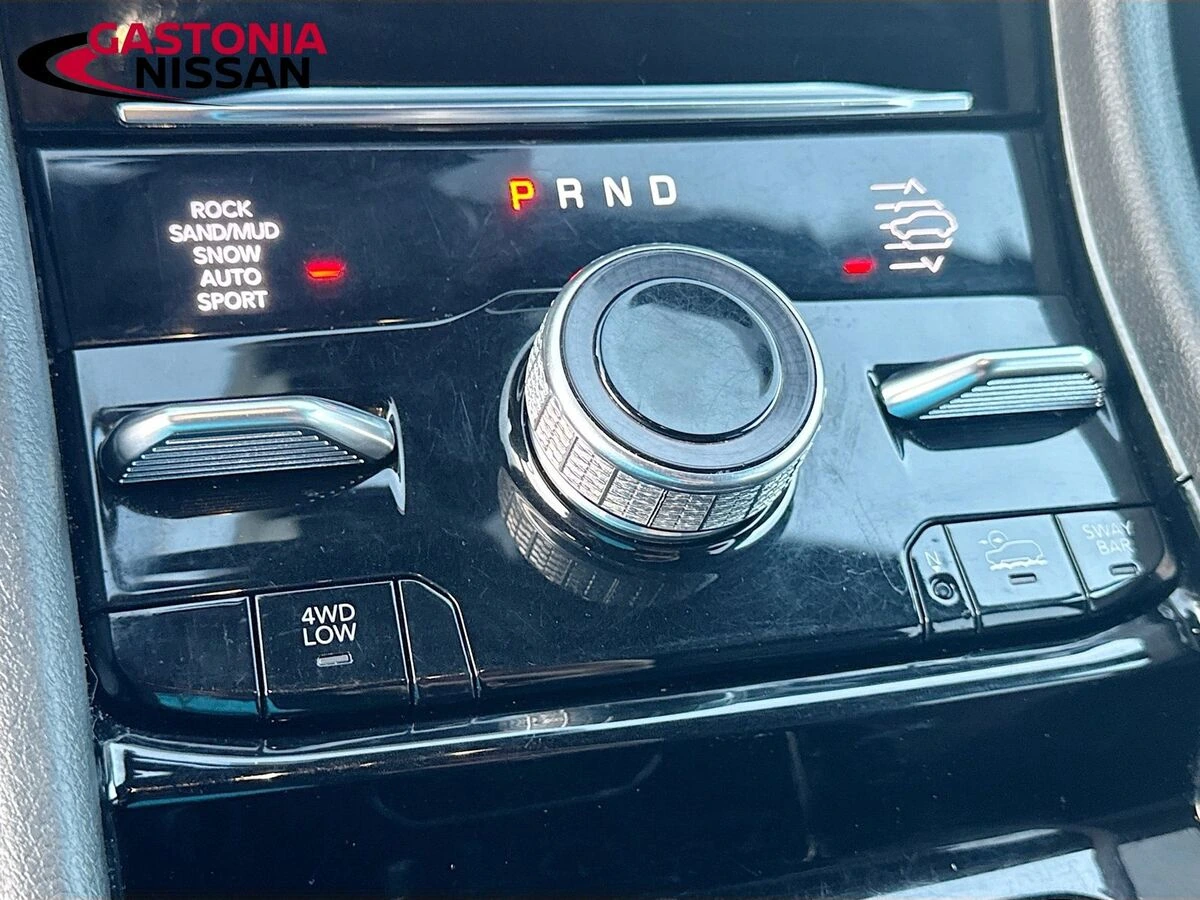 GASTONIA
NISSAN
P R N D
ROCK
SAND/MUD
SNOW
AUTO
SPORT
4WD
LOW
N
SWAY
BAR